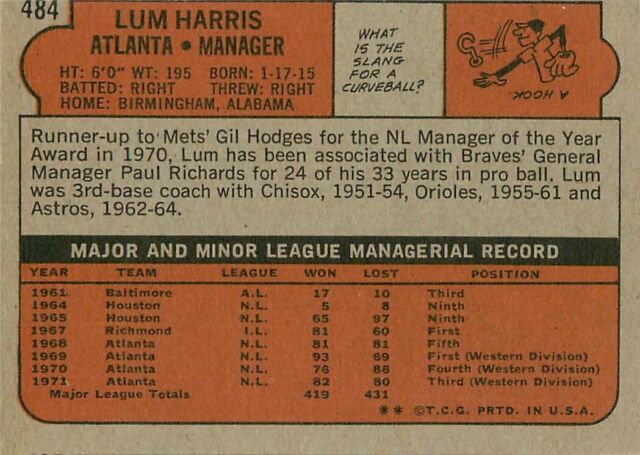 484
LUM HARRIS
ATLANTA • MANAGER
HT: 6'0" WT: 195 BORN: 1-17-15
BATTED: RIGHT THREW: RIGHT
HOME: BIRMINGHAM, ALABAMA
WHAT
IS THE
SLANG
FOR A
CURVEBALL?
A HOOK
Runner-up to Mets' Gil Hodges for the NL Manager of the Year
Award in 1970, Lum has been associated with Braves' General
Manager Paul Richards for 24 of his 33 years in pro ball. Lum
was 3rd-base coach with Chisox, 1951-54, Orioles, 1955-61 and
Astros, 1962-64.
MAJOR AND MINOR LEAGUE MANAGERIAL RECORD
YEAR TEAM LEAGUE WON LOST POSITION
1961 Baltimore A.L. 17 10 Third
1964 Houston N.L. 5 8 Ninth
1965 Houston N.L. 65 97 Ninth
1967 Richmond I.L. 81 60 First
1968 Atlanta N.L. 81 81 Fifth
1969 Atlanta N.L. 93 69 First (Western Division)
1970 Atlanta N.L. 76 86 Fourth (Western Division)
1971 Atlanta N.L. 82 80 Third (Western Division)
Major League Totals 419 431
** ©T.C.G. PRTD. IN U.S.A.